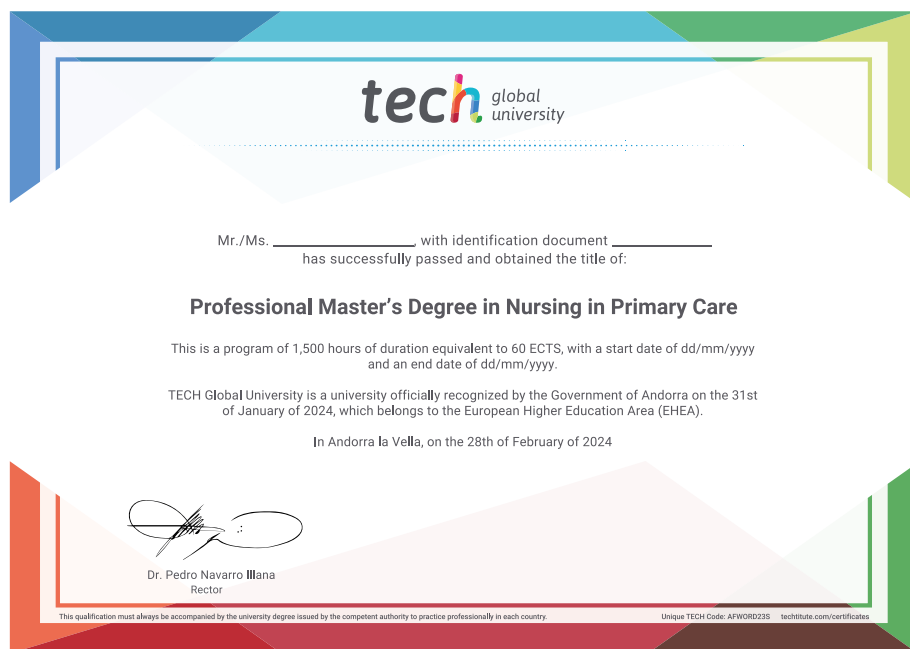 tech global
university
Mr./Ms. ____________, with identification document ____________
has successfully passed and obtained the title of:
Professional Master’s Degree in Nursing in Primary Care
This is a program of 1,500 hours of duration equivalent to 60 ECTS, with a start date of dd/mm/yyyy
and an end date of dd/mm/yyyy.
TECH Global University is a university officially recognized by the Government of Andorra on the 31st
of January of 2024, which belongs to the European Higher Education Area (EHEA).
In Andorra la Vella, on the 28th of February of 2024
Dr. Pedro Navarro Illana
Rector
This qualification must always be accompanied by the university degree issued by the competent authority to practice professionally in each country. Unique TECH Code: AFWORD23S techtitute.com/certificates